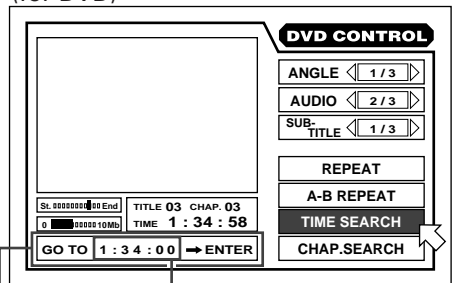 (for DVD)
DVD CONTROL
ANGLE 1 / 3
AUDIO 2 / 3
SUB-TITLE 1 / 3
REPEAT
A-B REPEAT
TIME SEARCH
CHAP.SEARCH
St. End
0 10Mb
TITLE 03 CHAP. 03
TIME 1 : 34 : 58
GO TO 1 : 3 4 : 0 0 ➞ ENTER